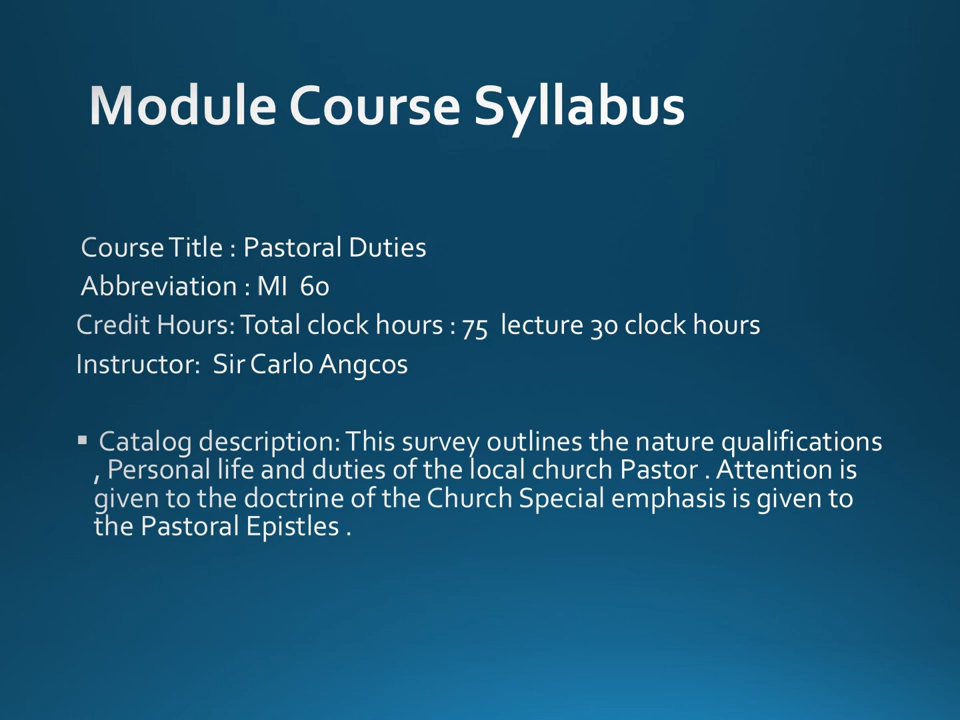 Module Course Syllabus
Course Title : Pastoral Duties
Abbreviation : MI  60
Credit Hours: Total clock hours : 75  lecture 30 clock hours
Instructor:  Sir Carlo Angcos
▪ Catalog description: This survey outlines the nature qualifications
, Personal life and duties of the local church Pastor . Attention is
given to the doctrine of the Church Special emphasis is given to
the Pastoral Epistles .